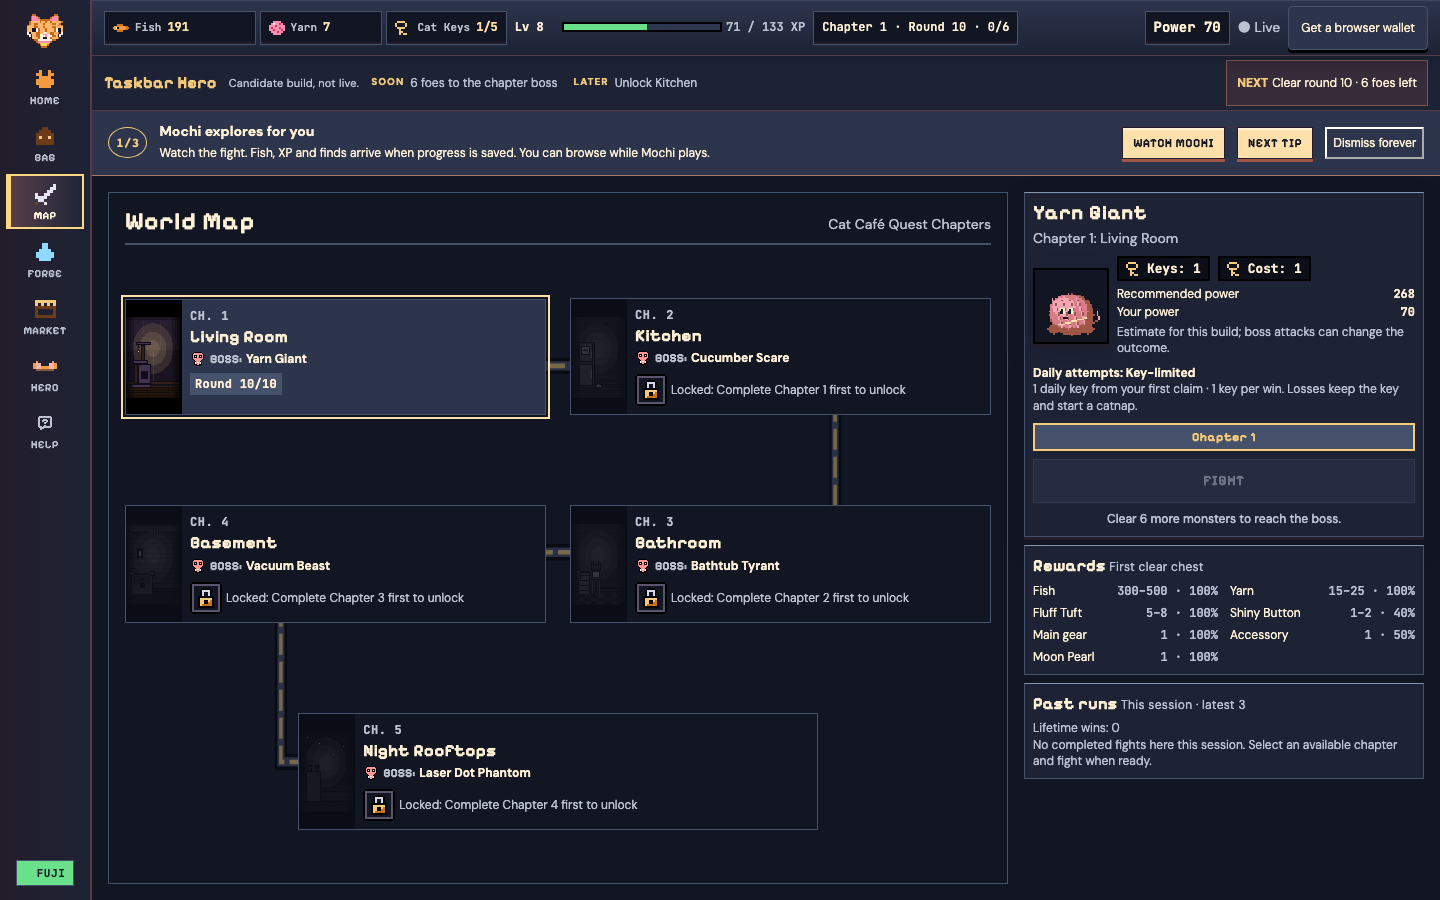 Fish 191
Yarn 7
Cat Keys 1/5
Lv 8
71 / 133 XP
Chapter 1 · Round 10 · 0/6
Power 70
Live
Get a browser wallet
HOME
BAG
MAP
FORGE
MARKET
HERO
HELP
FUJI
Taskbar Hero
Candidate build, not live.
SOON 6 foes to the chapter boss
LATER Unlock Kitchen
NEXT Clear round 10 · 6 foes left
1/3
Mochi explores for you
Watch the fight. Fish, XP and finds arrive when progress is saved. You can browse while Mochi plays.
WATCH MOCHI
NEXT TIP
Dismiss forever
World Map
Cat Café Quest Chapters
CH. 1
Living Room
BOSS: Yarn Giant
Round 10/10
CH. 2
Kitchen
BOSS: Cucumber Scare
Locked: Complete Chapter 1 first to unlock
CH. 4
Basement
BOSS: Vacuum Beast
Locked: Complete Chapter 3 first to unlock
CH. 3
Bathroom
BOSS: Bathtub Tyrant
Locked: Complete Chapter 2 first to unlock
CH. 5
Night Rooftops
BOSS: Laser Dot Phantom
Locked: Complete Chapter 4 first to unlock
Yarn Giant
Chapter 1: Living Room
Keys: 1
Cost: 1
Recommended power 268
Your power 70
Estimate for this build; boss attacks can change the
outcome.
Daily attempts: Key-limited
1 daily key from your first claim · 1 key per win. Losses keep the key
and start a catnap.
Chapter 1
FIGHT
Clear 6 more monsters to reach the boss.
Rewards First clear chest
Fish 300-500 · 100% Yarn 15-25 · 100%
Fluff Tuft 5-8 · 100% Shiny Button 1-2 · 40%
Main gear 1 · 100% Accessory 1 · 50%
Moon Pearl 1 · 100%
Past runs This session · latest 3
Lifetime wins: 0
No completed fights here this session. Select an available chapter
and fight when ready.